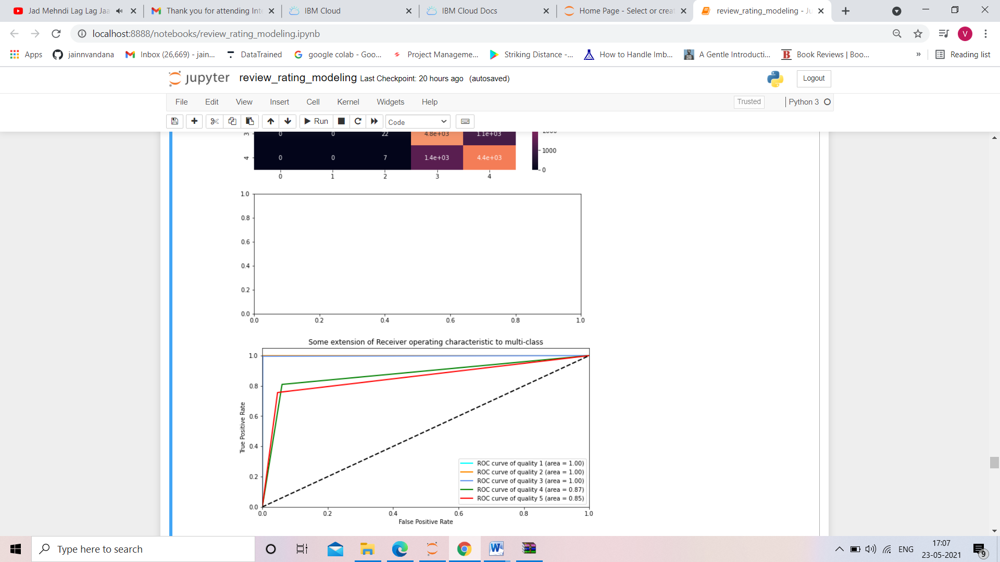 Jad Mehndi Lag Lag Jaa
Thank you for attending Inte
IBM Cloud
IBM Cloud Docs
Home Page - Select or creat
review_rating_modeling - Ju
localhost:8888/notebooks/review_rating_modeling.ipynb
V
Apps
jainnvandana
Inbox (26,669) - jain...
DataTrained
google colab - Goo...
Project Manageme...
Striking Distance -...
How to Handle Imb...
A Gentle Introducti...
Book Reviews | Boo...
»
Reading list
jupyter
review_rating_modeling Last Checkpoint: 20 hours ago (autosaved)
Logout
File Edit View Insert Cell Kernel Widgets Help
Trusted
Python 3
Run
Code
3 0 0 22 4.8e+03 1.1e+03
1000
4 0 0 7 1.4e+03 4.4e+03
0
0 1 2 3 4
1.0
0.8
0.6
0.4
0.2
0.0
0.0 0.2 0.4 0.6 0.8 1.0
Some extension of Receiver operating characteristic to multi-class
1.0
0.8
0.6
0.4
0.2
0.0
True Positive Rate
ROC curve of quality 1 (area = 1.00)
ROC curve of quality 2 (area = 1.00)
ROC curve of quality 3 (area = 1.00)
ROC curve of quality 4 (area = 0.87)
ROC curve of quality 5 (area = 0.85)
0.0 0.2 0.4 0.6 0.8 1.0
False Positive Rate
Type here to search
ENG
17:07
23-05-2021
9